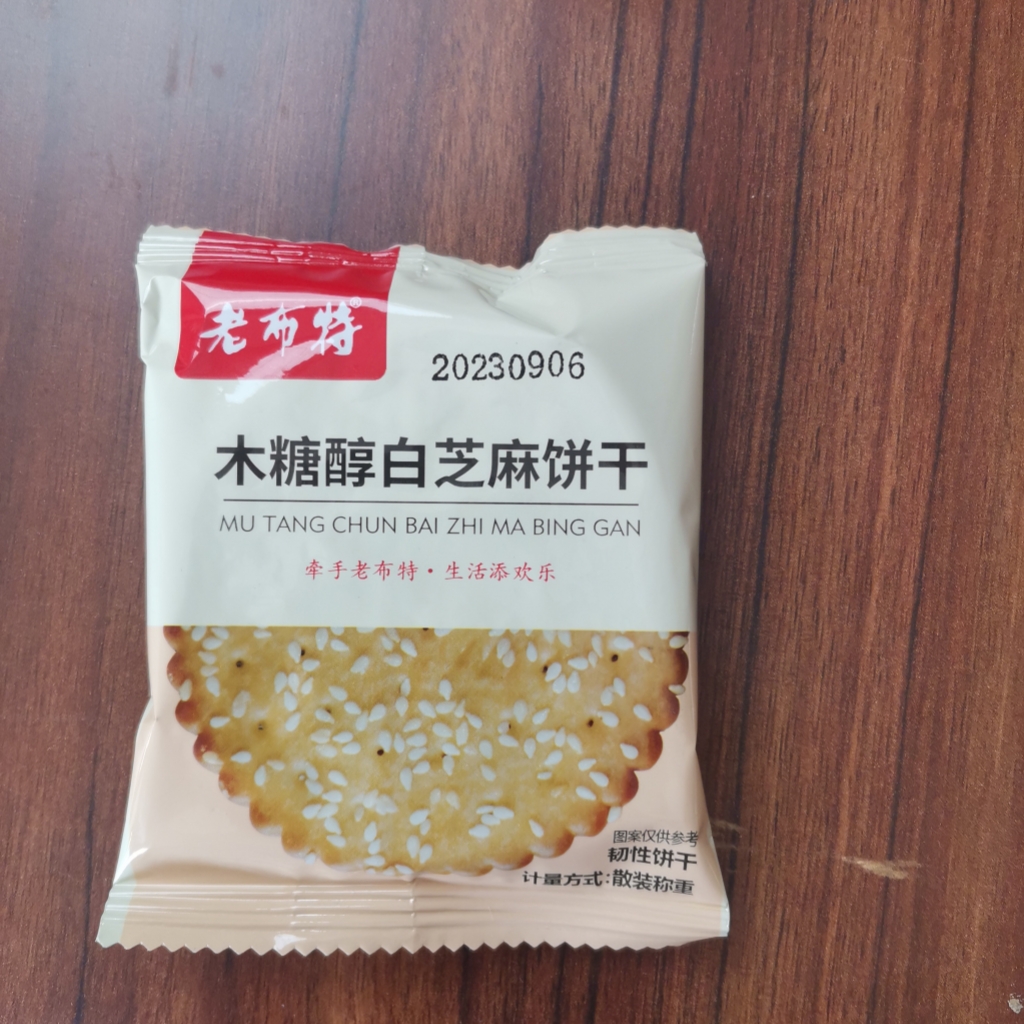 老布特®
20230906
木糖醇白芝麻饼干
MU TANG CHUN BAI ZHI MA BING GAN
牵手老布特·生活添欢乐
图案仅供参考
韧性饼干
计量方式:散装称重